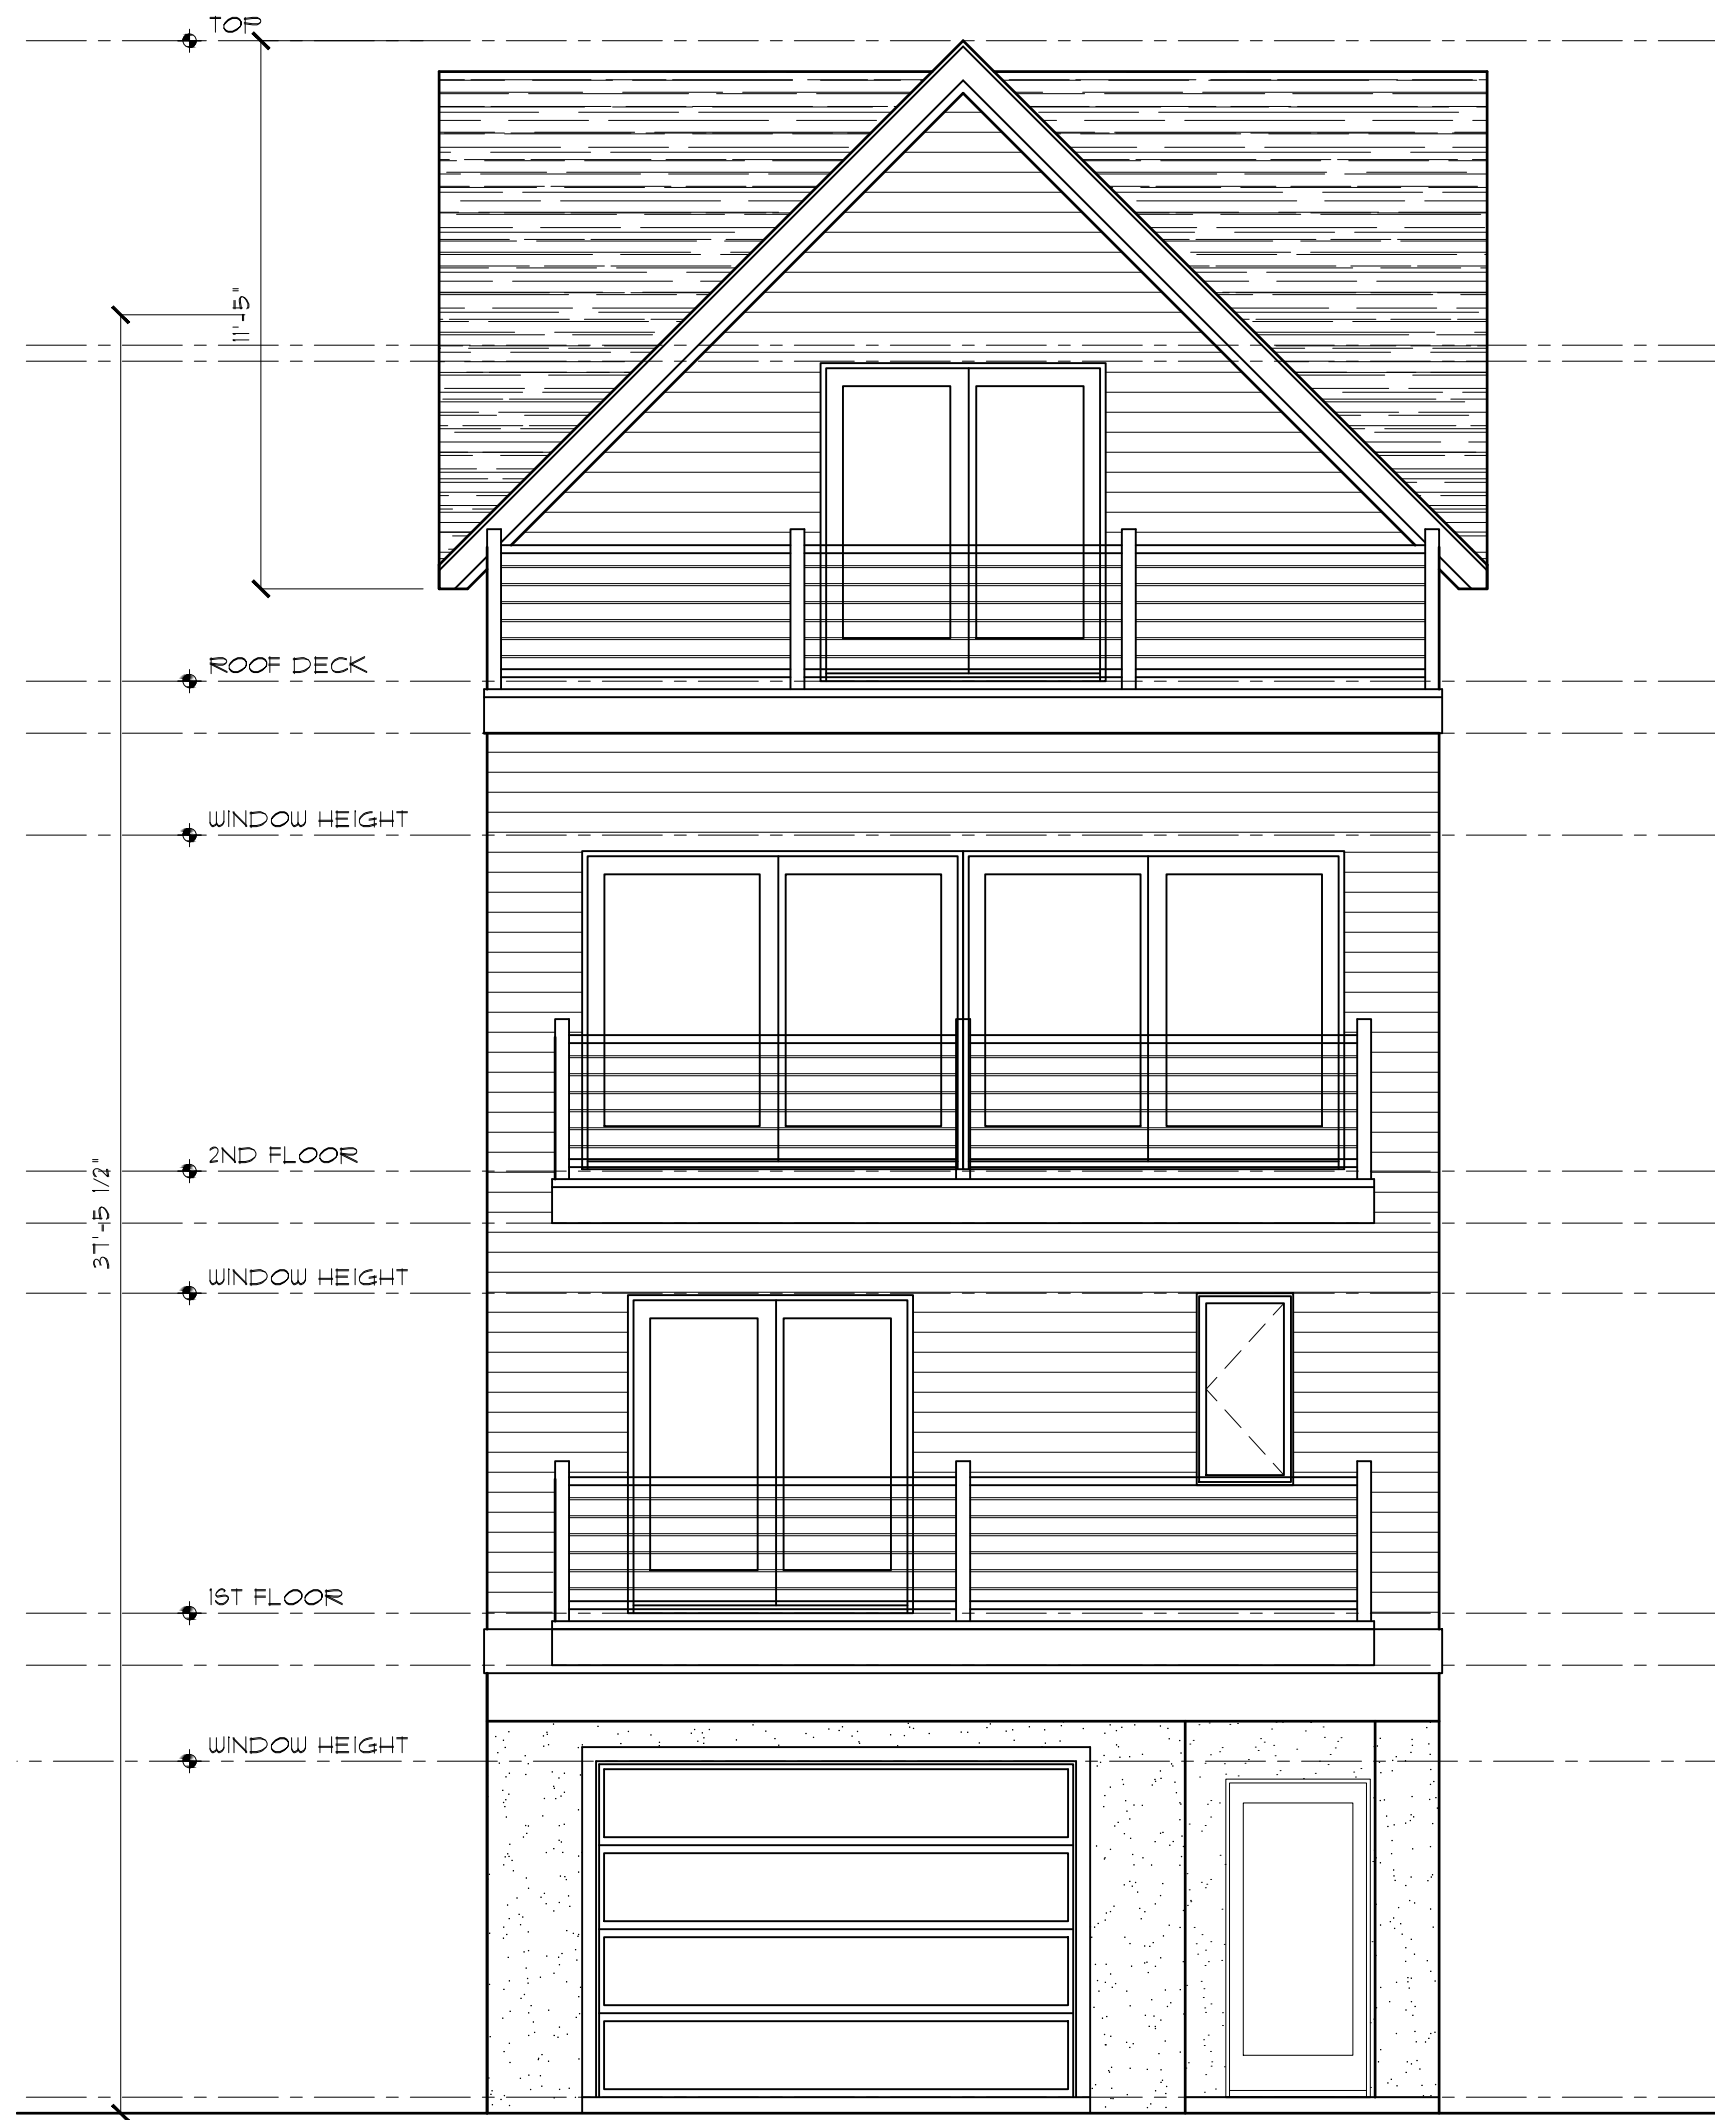 TOP
11'-5"
ROOF DECK
WINDOW HEIGHT
2ND FLOOR
37'-5 1/2"
WINDOW HEIGHT
1ST FLOOR
WINDOW HEIGHT